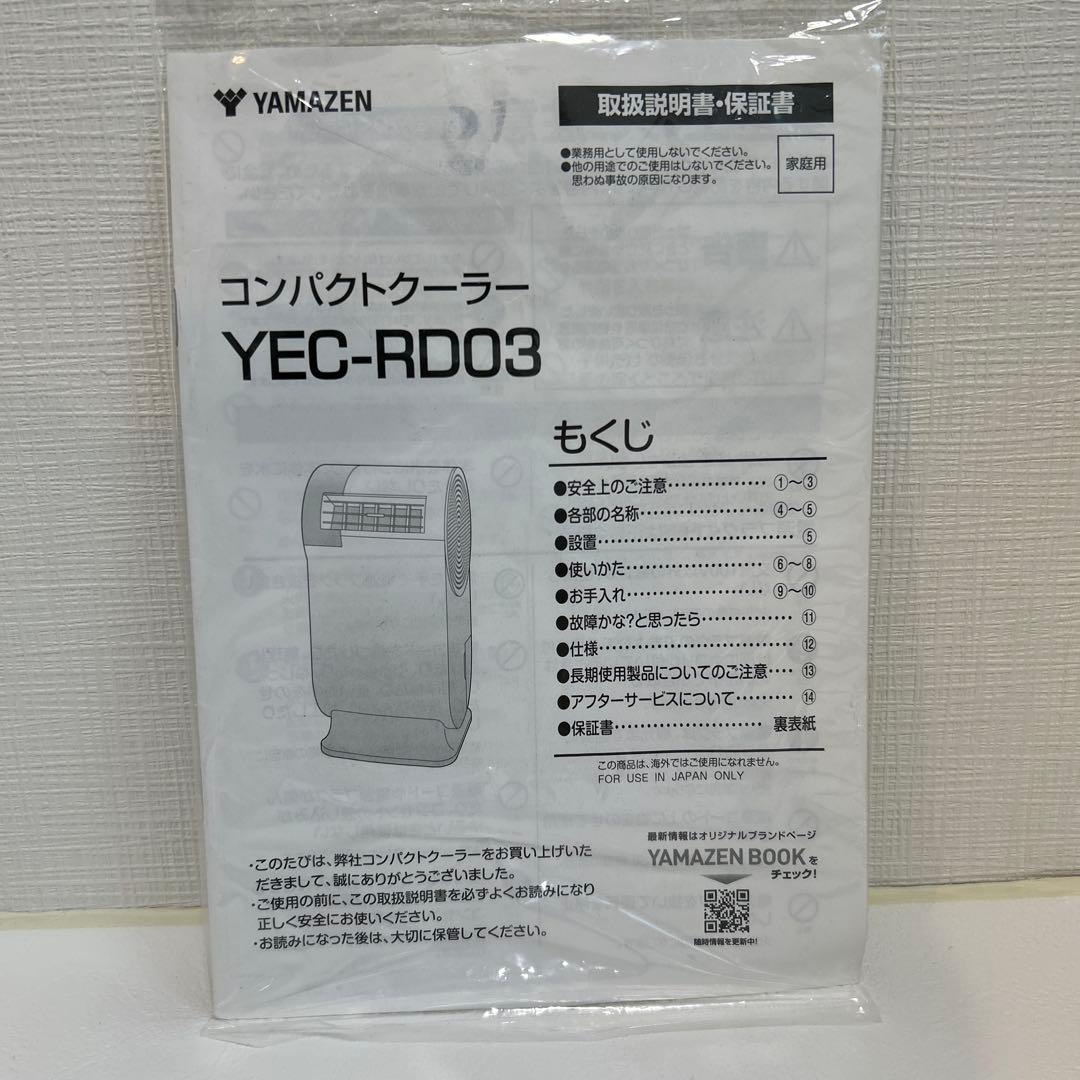 YAMAZEN
取扱説明書・保証書
●業務用として使用しないでください。
●他の用途でのご使用はしないでください。
思わぬ事故の原因になります。
家庭用
コンパクトクーラー
YEC-RD03
もくじ
●安全上のご注意・・・・・・・・・・・・・・・ ①〜③
●各部の名称・・・・・・・・・・・・・・・・・・・ ④〜⑤
●設置・・・・・・・・・・・・・・・・・・・・・・・・・・・・・・ ⑤
●使いかた・・・・・・・・・・・・・・・・・・・・・ ⑥〜⑧
●お手入れ・・・・・・・・・・・・・・・・・・・・・ ⑨〜⑩
●故障かな?と思ったら・・・・・・・・・・・・・・ ⑪
●仕様・・・・・・・・・・・・・・・・・・・・・・・・・・・・・・ ⑫
●長期使用製品についてのご注意・・・・ ⑬
●アフターサービスについて・・・・・・・・・ ⑭
●保証書・・・・・・・・・・・・・・・・・・・・・・・ 裏表紙
この商品は、海外ではご使用になれません。
FOR USE IN JAPAN ONLY
最新情報はオリジナルブランドページ
YAMAZEN BOOKを
チェック!
随時情報を更新中!
・このたびは、弊社コンパクトクーラーをお買い上げいた
だきまして、誠にありがとうございました。
・ご使用の前に、この取扱説明書を必ずよくお読みになり
正しく安全にお使いください。
・お読みになった後は、大切に保管してください。